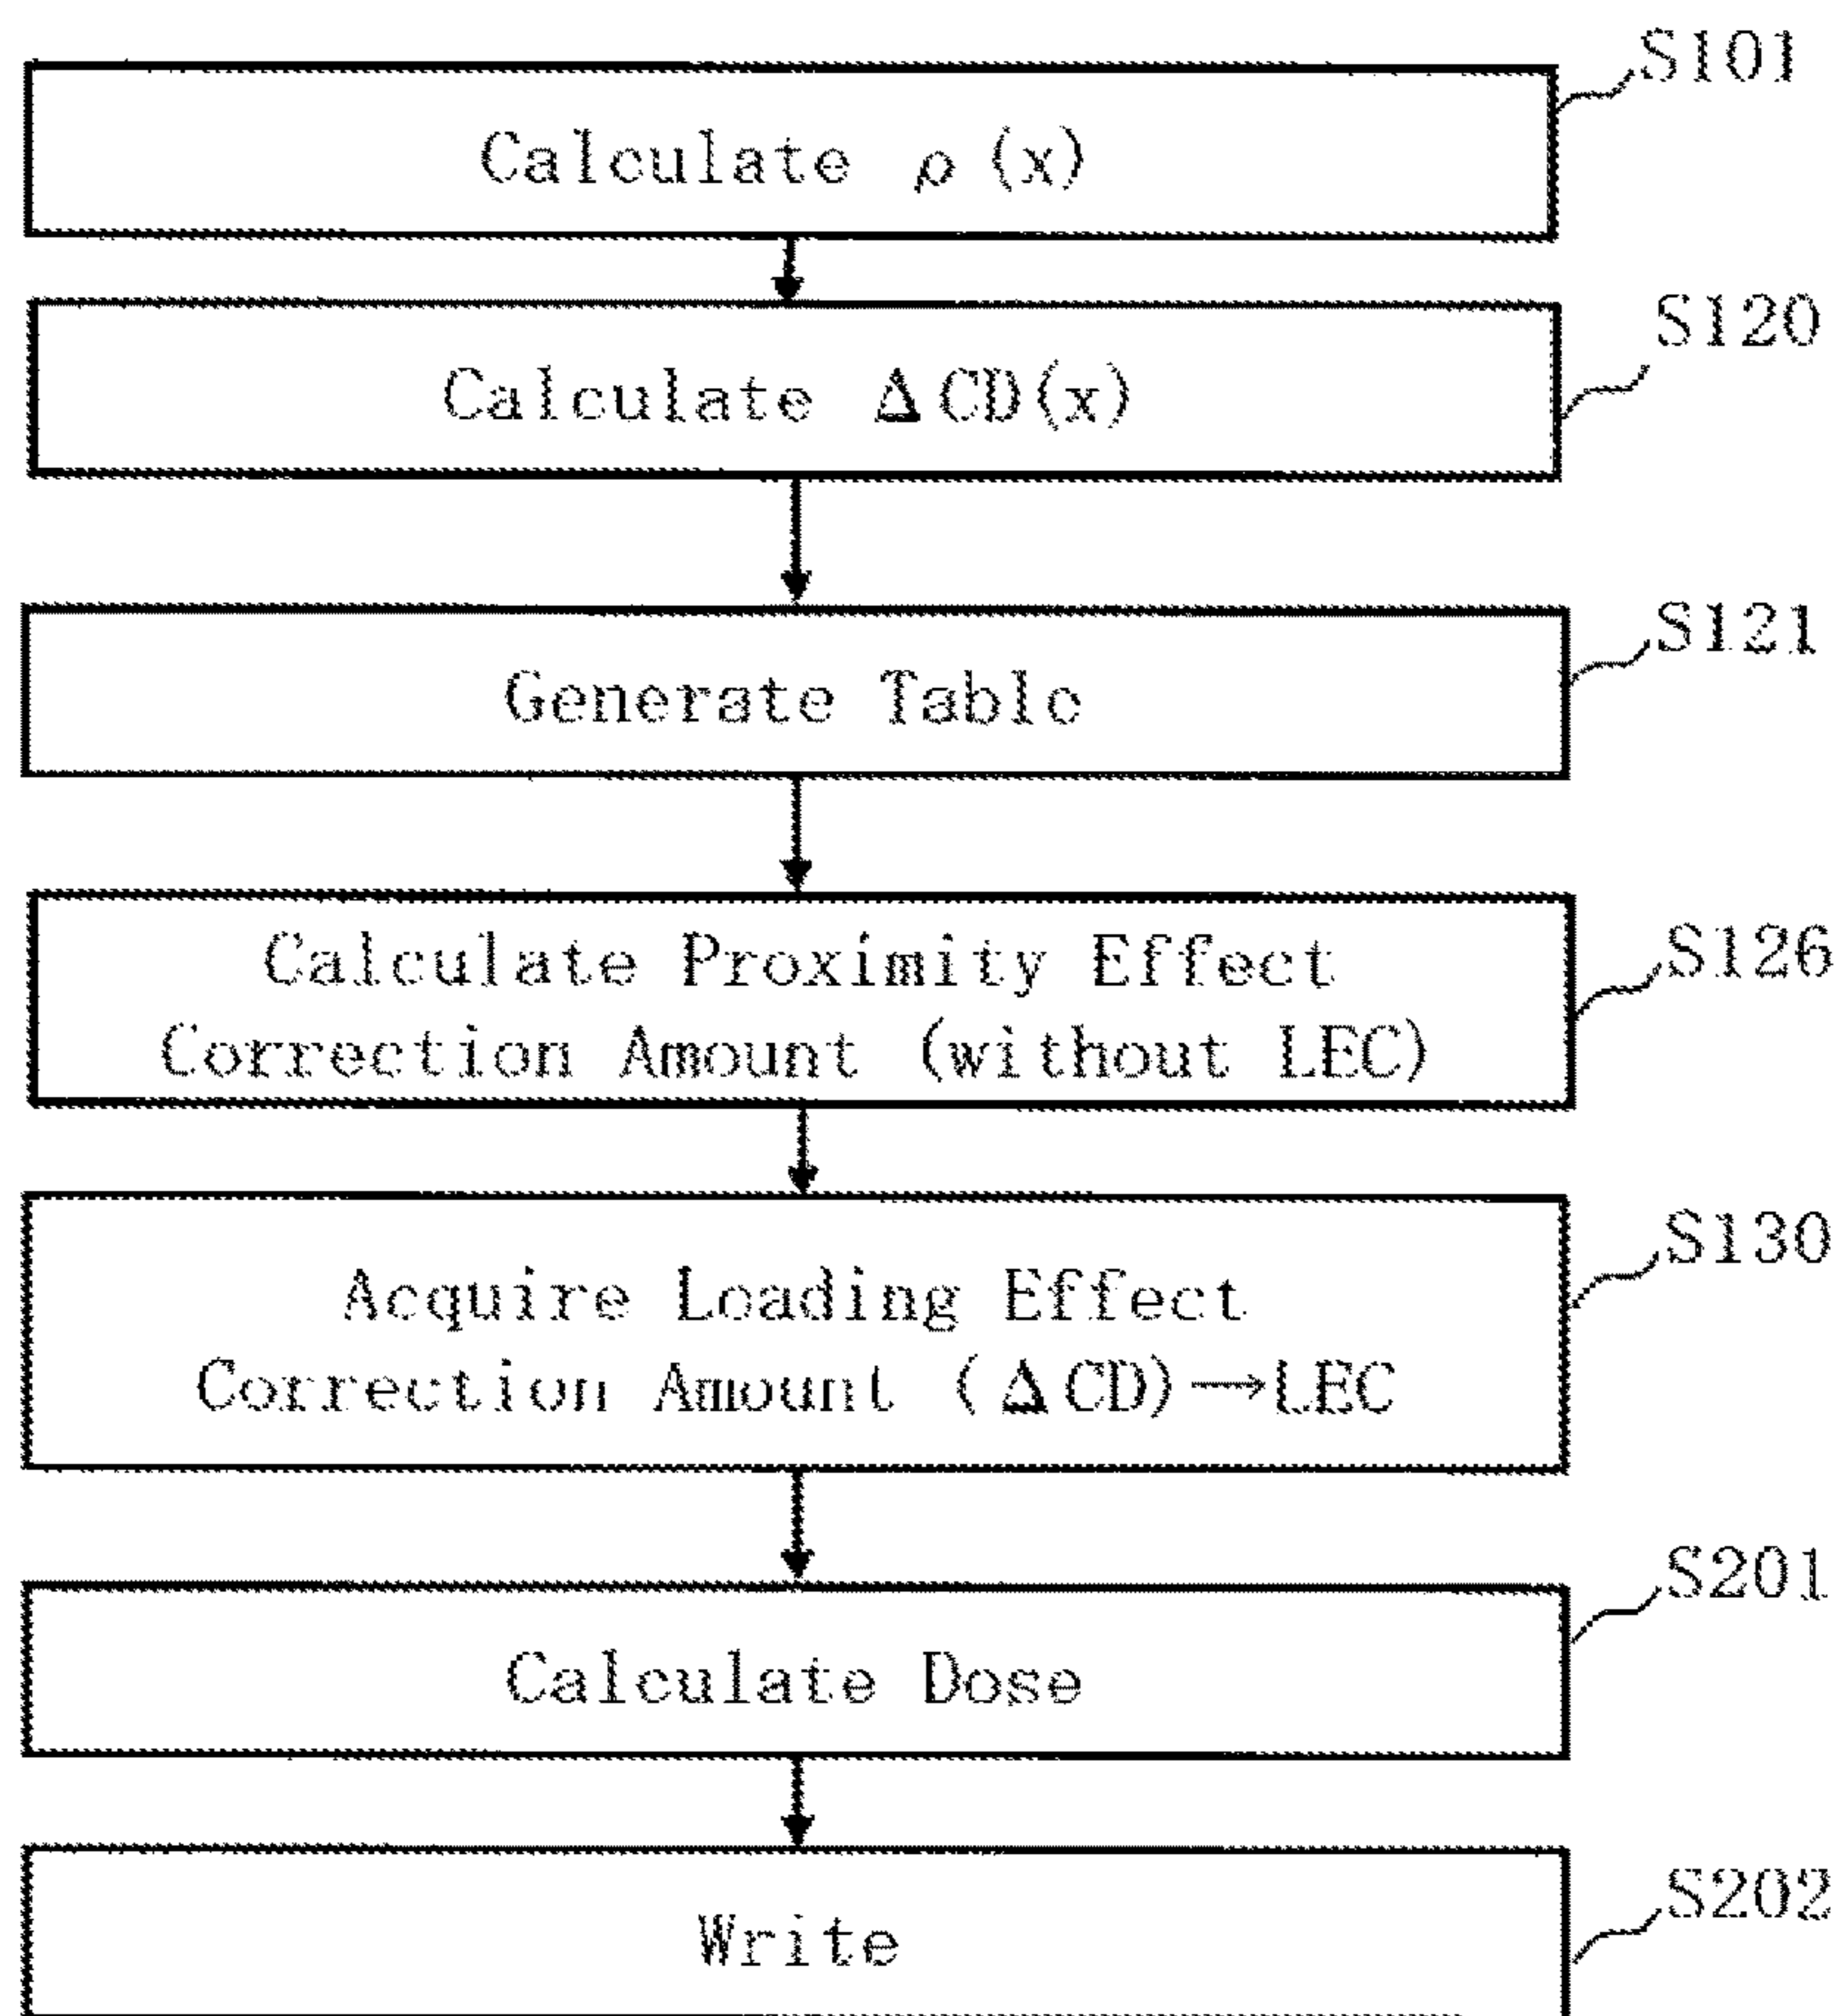 S101
Calculate ρ (x)
S120
Calculate ΔCD(x)
S121
Generate Table
S126
Calculate Proximity Effect
Correction Amount (without LEC)
S130
Acquire Loading Effect
Correction Amount (ΔCD)→LEC
S201
Calculate Dose
S202
Write